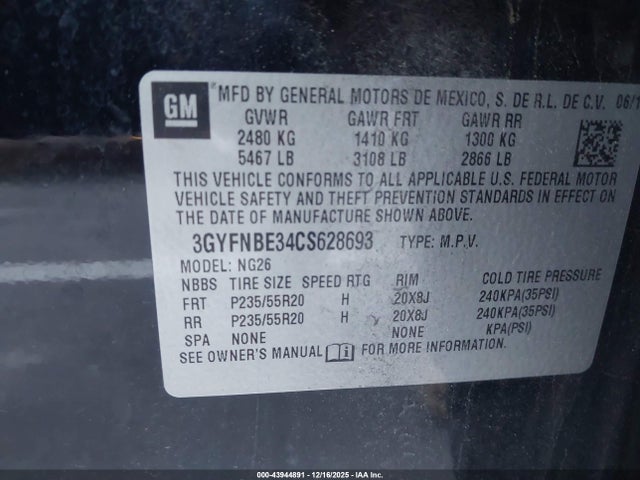 GM
MFD BY GENERAL MOTORS DE MEXICO, S. DE R.L. DE C.V. 06/1
GVWR GAWR FRT GAWR RR
2480 KG 1410 KG 1300 KG
5467 LB 3108 LB 2866 LB
THIS VEHICLE CONFORMS TO ALL APPLICABLE U.S. FEDERAL MOTOR
VEHICLE SAFETY AND THEFT PREVENTION STANDARDS IN EFFECT ON
THE DATE OF MANUFACTURE SHOWN ABOVE.
3GYFNBE34CS628693 TYPE: M.P.V.
MODEL: NG26
NBBS TIRE SIZE SPEED RTG RIM COLD TIRE PRESSURE
FRT P235/55R20 H 20X8J 240KPA(35PSI)
RR P235/55R20 H 20X8J 240KPA(35PSI)
SPA NONE NONE KPA(PSI)
SEE OWNER'S MANUAL FOR MORE INFORMATION.
000-43944891 - 12/16/2025 - IAA Inc.